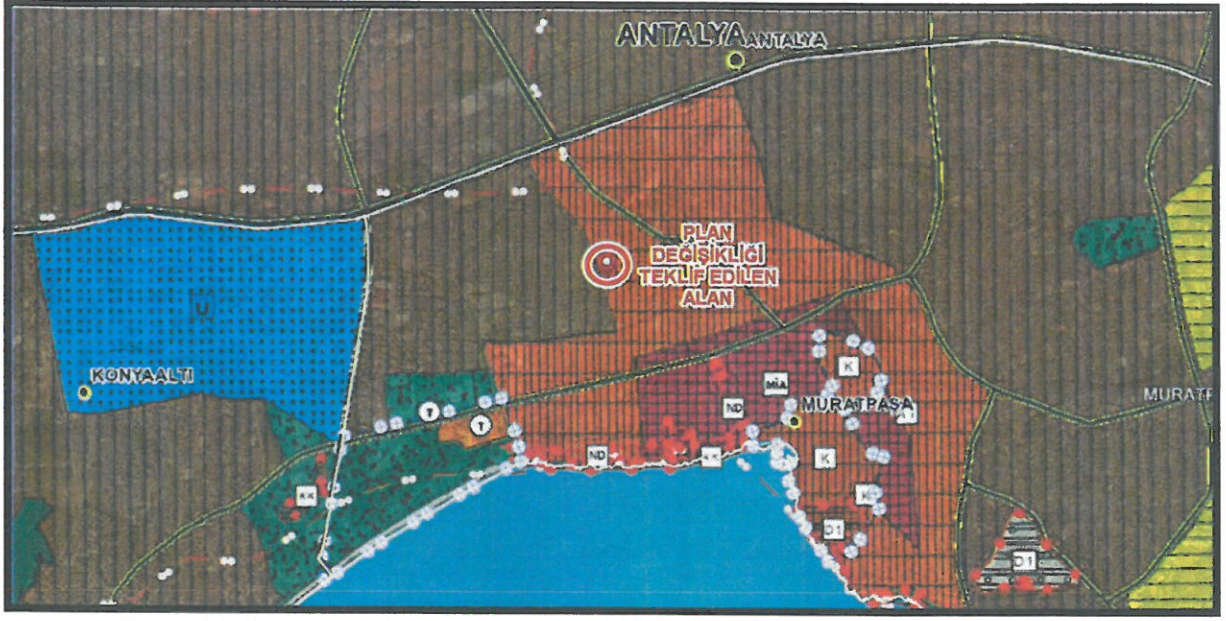 ANTALYA ANTALYA
PLAN
DEĞİŞİKLİĞİ
TEKLİF EDİLEN
ALAN
U
KONYAALTI
K
MİA
ND
MURATPAŞA
MURATP
T
T
ND
KK
K
KK
K
D1
D1